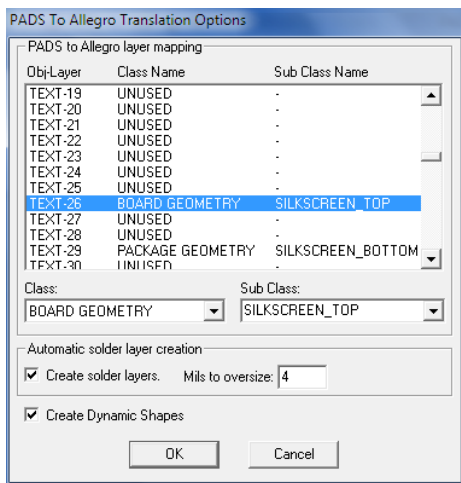 PADS To Allegro Translation Options
PADS to Allegro layer mapping
Obj-Layer Class Name Sub Class Name
TEXT-19 UNUSED -
TEXT-20 UNUSED -
TEXT-21 UNUSED -
TEXT-22 UNUSED -
TEXT-23 UNUSED -
TEXT-24 UNUSED -
TEXT-25 UNUSED -
TEXT-26 BOARD GEOMETRY SILKSCREEN_TOP
TEXT-27 UNUSED -
TEXT-28 UNUSED -
TEXT-29 PACKAGE GEOMETRY SILKSCREEN_BOTTOM
TEXT-30 UNUSED -
Class: Sub Class:
BOARD GEOMETRY SILKSCREEN_TOP
Automatic solder layer creation
Create solder layers. Mils to oversize: 4
Create Dynamic Shapes
OK Cancel